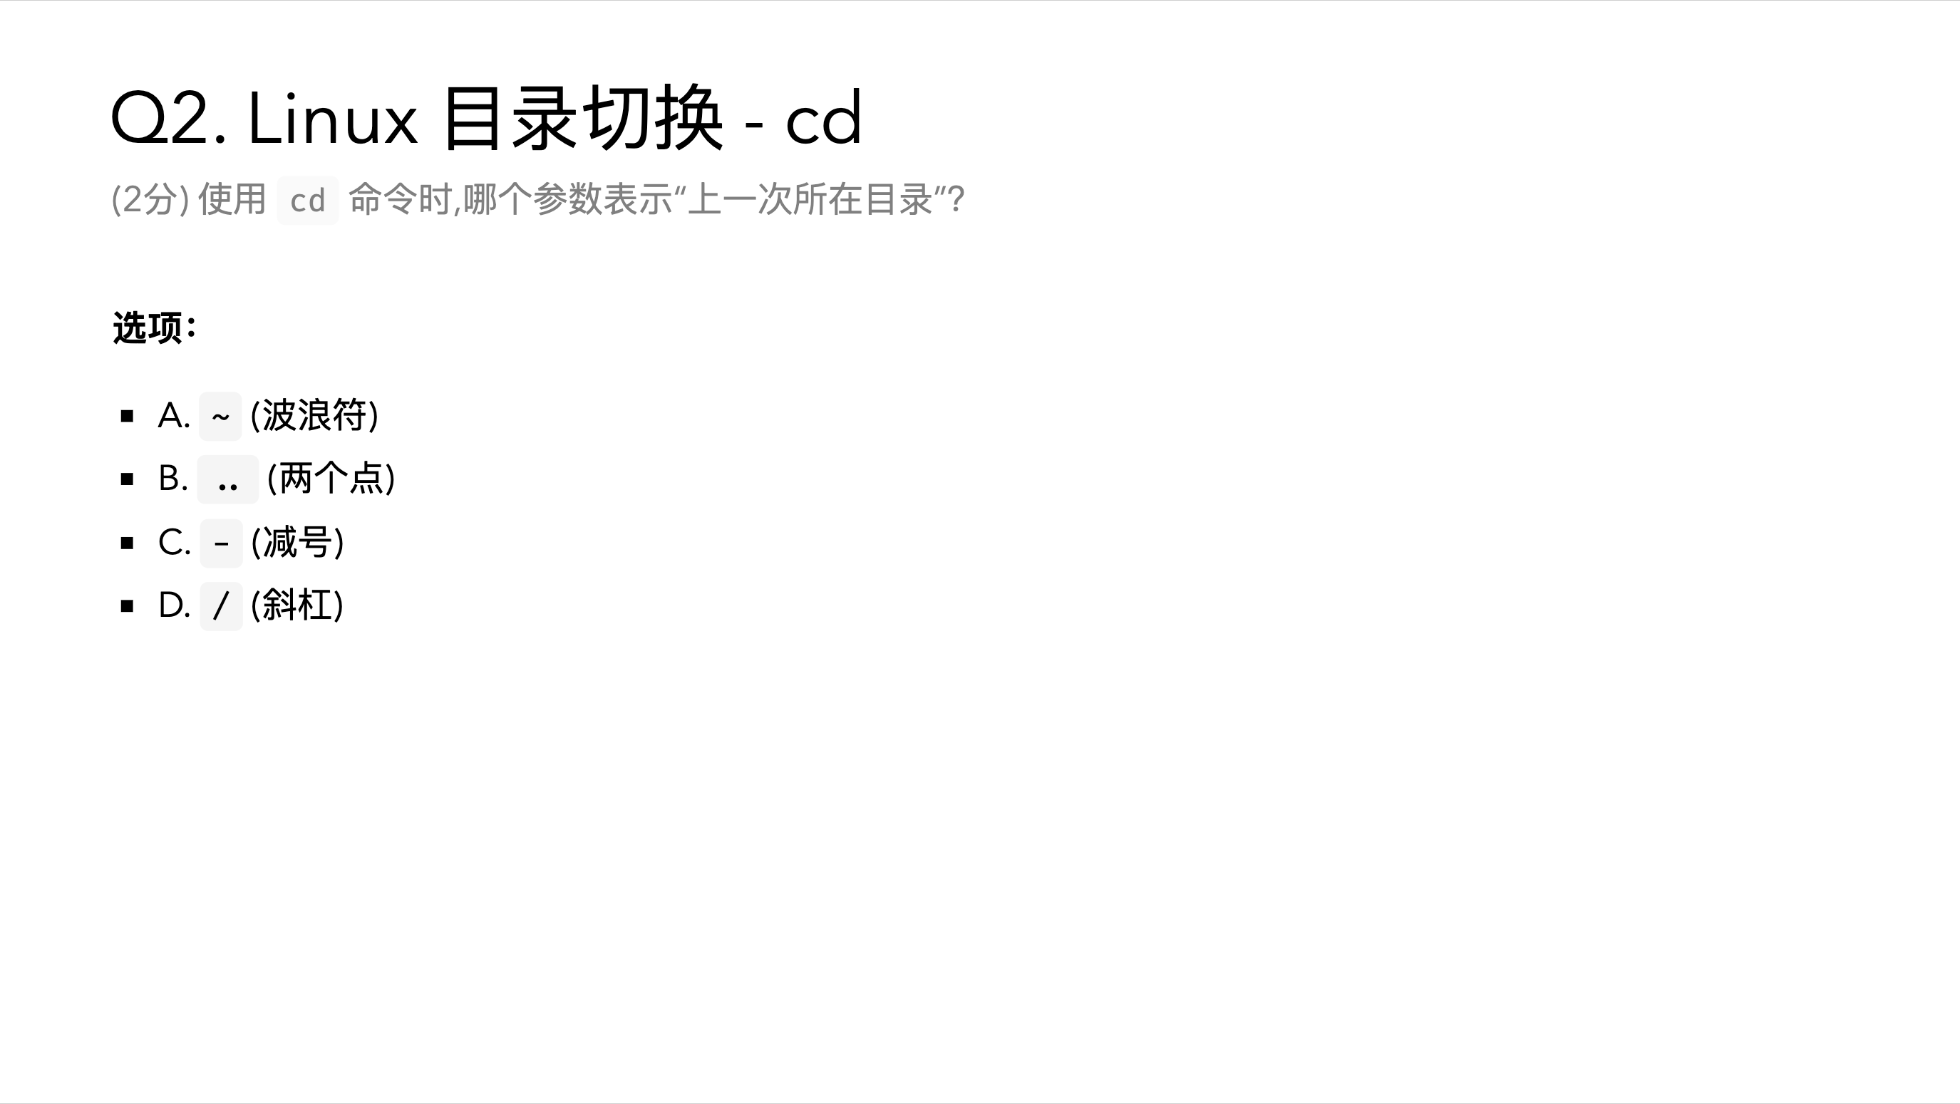 Q2. Linux 目录切换 - cd
(2分) 使用 cd 命令时,哪个参数表示“上一次所在目录”?
选项:
▪ A. ~ (波浪符)
▪ B. .. (两个点)
▪ C. - (减号)
▪ D. / (斜杠)